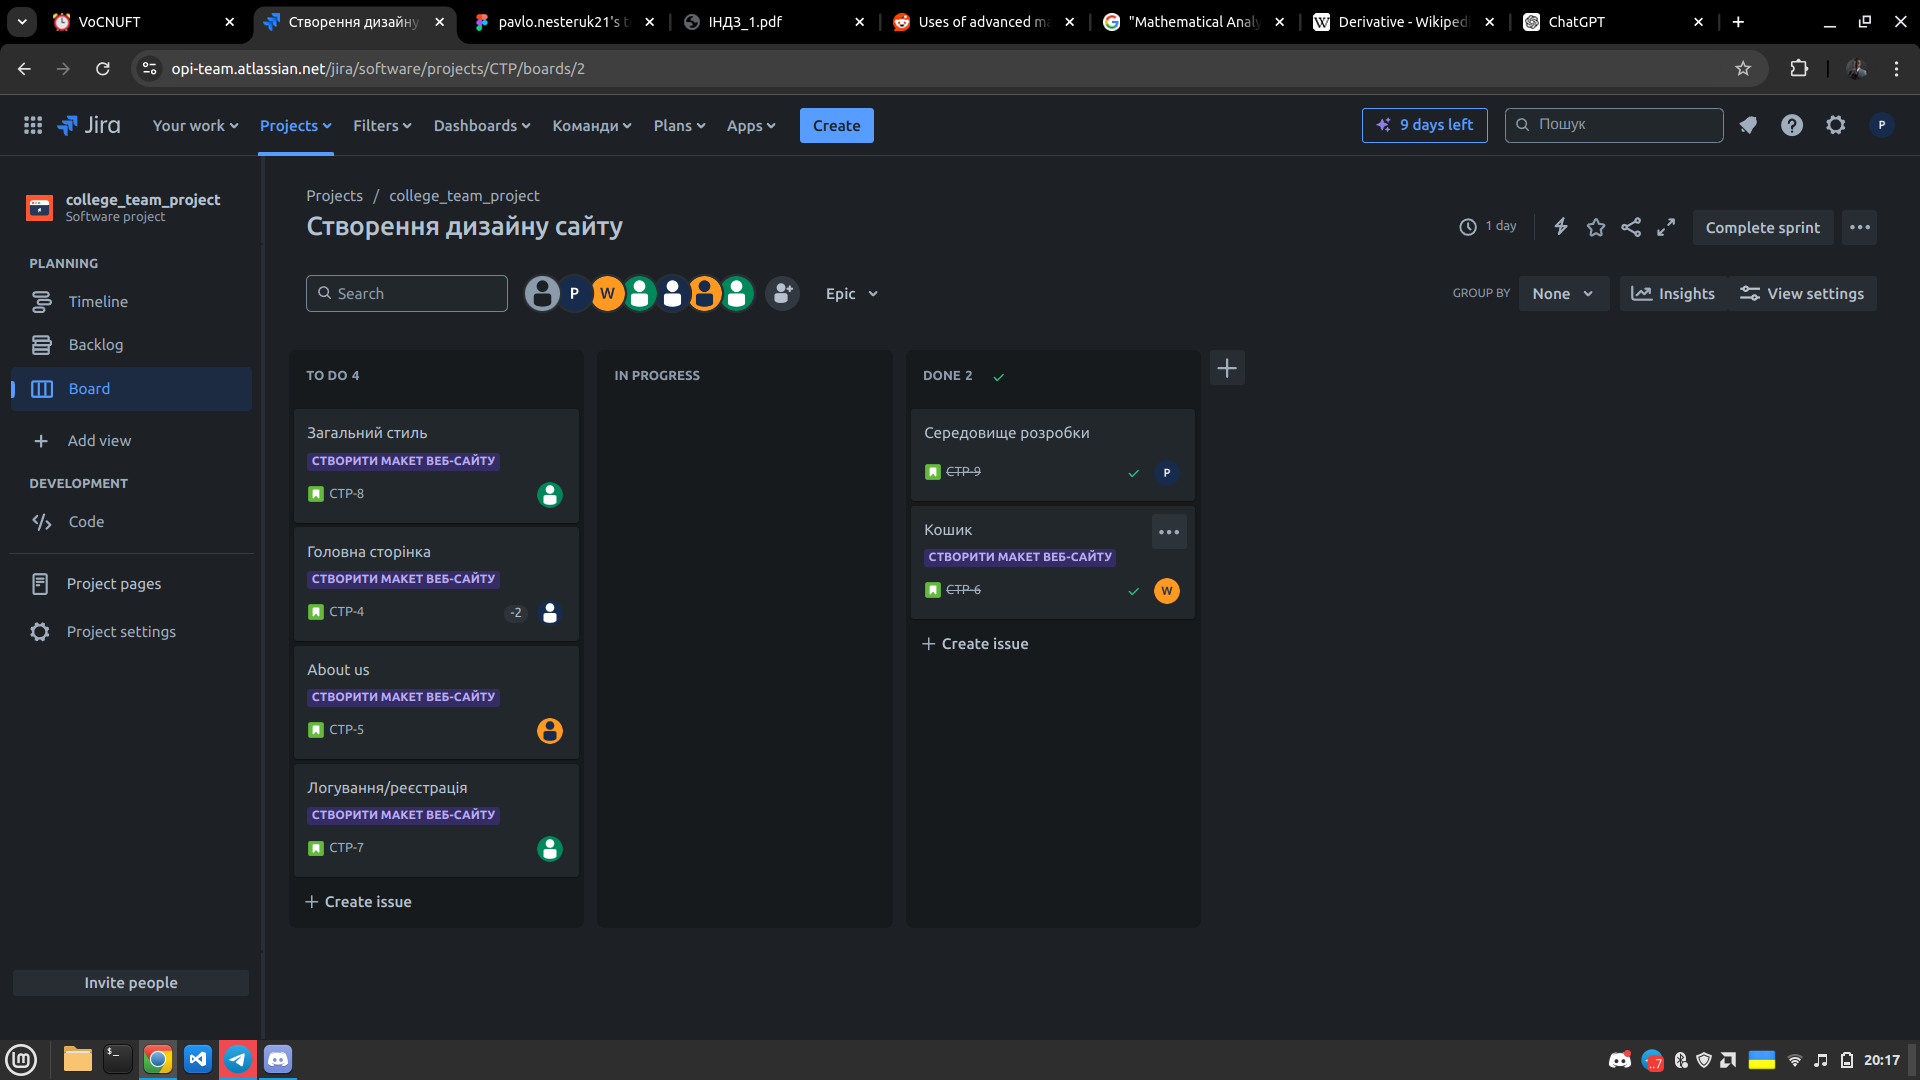 VoCNUFT
Створення дизайну
pavlo.nesteruk21's t
ІНДЗ_1.pdf
Uses of advanced ma
"Mathematical Analy
Derivative - Wikipedi
ChatGPT
opi-team.atlassian.net/jira/software/projects/CTP/boards/2
Jira
Your work
Projects
Filters
Dashboards
Команди
Plans
Apps
Create
9 days left
Пошук
P
college_team_project
Software project
PLANNING
Timeline
Backlog
Board
Add view
DEVELOPMENT
Code
Project pages
Project settings
Invite people
Projects / college_team_project
Створення дизайну сайту
1 day
Complete sprint
Search
P
W
Epic
GROUP BY
None
Insights
View settings
TO DO 4
Загальний стиль
СТВОРИТИ МАКЕТ ВЕБ-САЙТУ
CTP-8
Головна сторінка
СТВОРИТИ МАКЕТ ВЕБ-САЙТУ
CTP-4
-2
About us
СТВОРИТИ МАКЕТ ВЕБ-САЙТУ
CTP-5
Логування/реєстрація
СТВОРИТИ МАКЕТ ВЕБ-САЙТУ
CTP-7
Create issue
IN PROGRESS
DONE 2
Середовище розробки
CTP-9
P
Кошик
СТВОРИТИ МАКЕТ ВЕБ-САЙТУ
CTP-6
W
Create issue
20:17